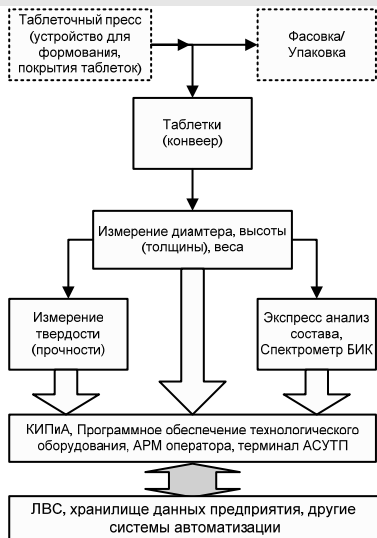 Таблеточный пресс
(устройство для
формования,
покрытия таблеток)
Фасовка/
Упаковка
Таблетки
(конвеер)
Измерение диамтера, высоты
(толщины), веса
Измерение
твердости
(прочности)
Экспресс анализ
состава,
Спектрометр БИК
КИПиА, Программное обеспечение технологического
оборудования, АРМ оператора, терминал АСУТП
ЛВС, хранилище данных предприятия, другие
системы автоматизации